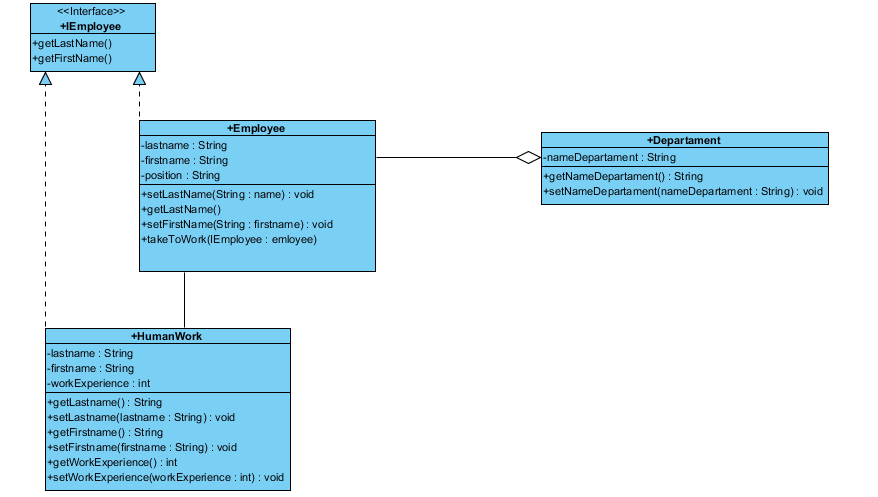 <<Interface>>
+IEmployee
+getLastName()
+getFirstName()
+Employee
-lastname : String
-firstname : String
-position : String
+setLastName(String : name) : void
+getLastName()
+setFirstName(String : firstname) : void
+takeToWork(IEmployee : emloyee)
+Departament
-nameDepartament : String
+getNameDepartament() : String
+setNameDepartament(nameDepartament : String) : void
+HumanWork
-lastname : String
-firstname : String
-workExperience : int
+getLastname() : String
+setLastname(lastname : String) : void
+getFirstname() : String
+setFirstname(firstname : String) : void
+getWorkExperience() : int
+setWorkExperience(workExperience : int) : void